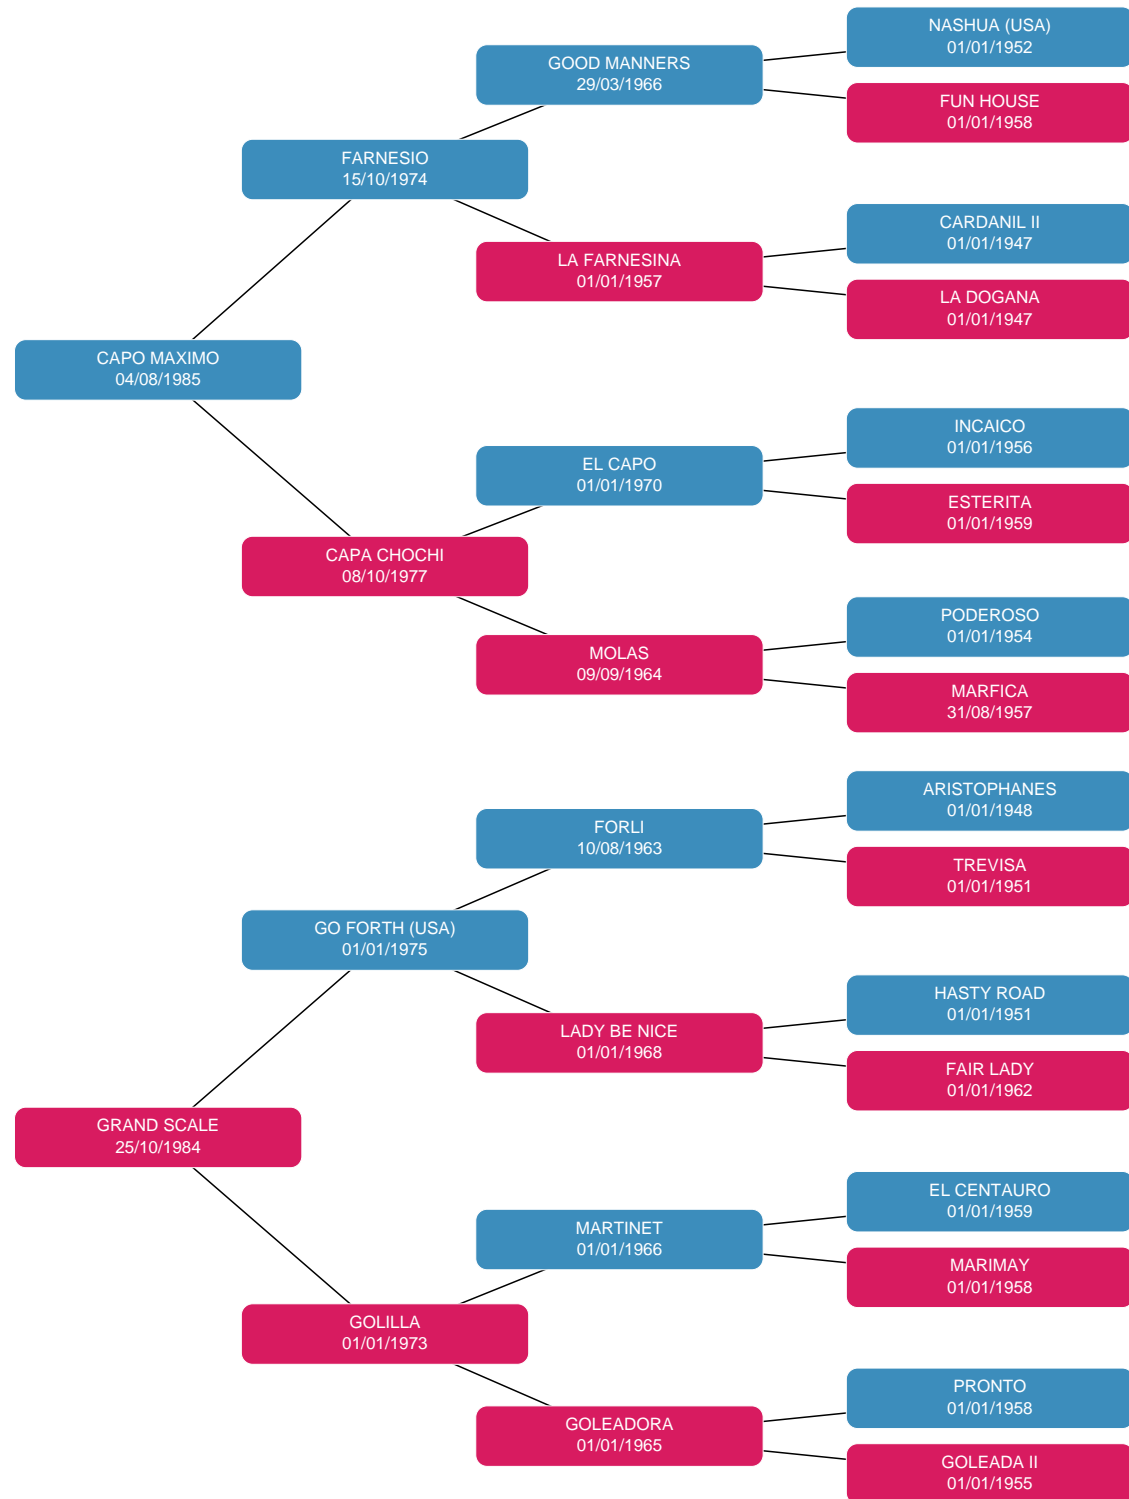 NASHUA (USA)
01/01/1952
GOOD MANNERS
29/03/1966
FUN HOUSE
01/01/1958
FARNESIO
15/10/1974
CARDANIL II
01/01/1947
LA FARNESINA
01/01/1957
LA DOGANA
01/01/1947
CAPO MAXIMO
04/08/1985
INCAICO
01/01/1956
EL CAPO
01/01/1970
ESTERITA
01/01/1959
CAPA CHOCHI
08/10/1977
PODEROSO
01/01/1954
MOLAS
09/09/1964
MARFICA
31/08/1957
ARISTOPHANES
01/01/1948
FORLI
10/08/1963
TREVISA
01/01/1951
GO FORTH (USA)
01/01/1975
HASTY ROAD
01/01/1951
LADY BE NICE
01/01/1968
FAIR LADY
01/01/1962
GRAND SCALE
25/10/1984
EL CENTAURO
01/01/1959
MARTINET
01/01/1966
MARIMAY
01/01/1958
GOLILLA
01/01/1973
PRONTO
01/01/1958
GOLEADORA
01/01/1965
GOLEADA II
01/01/1955